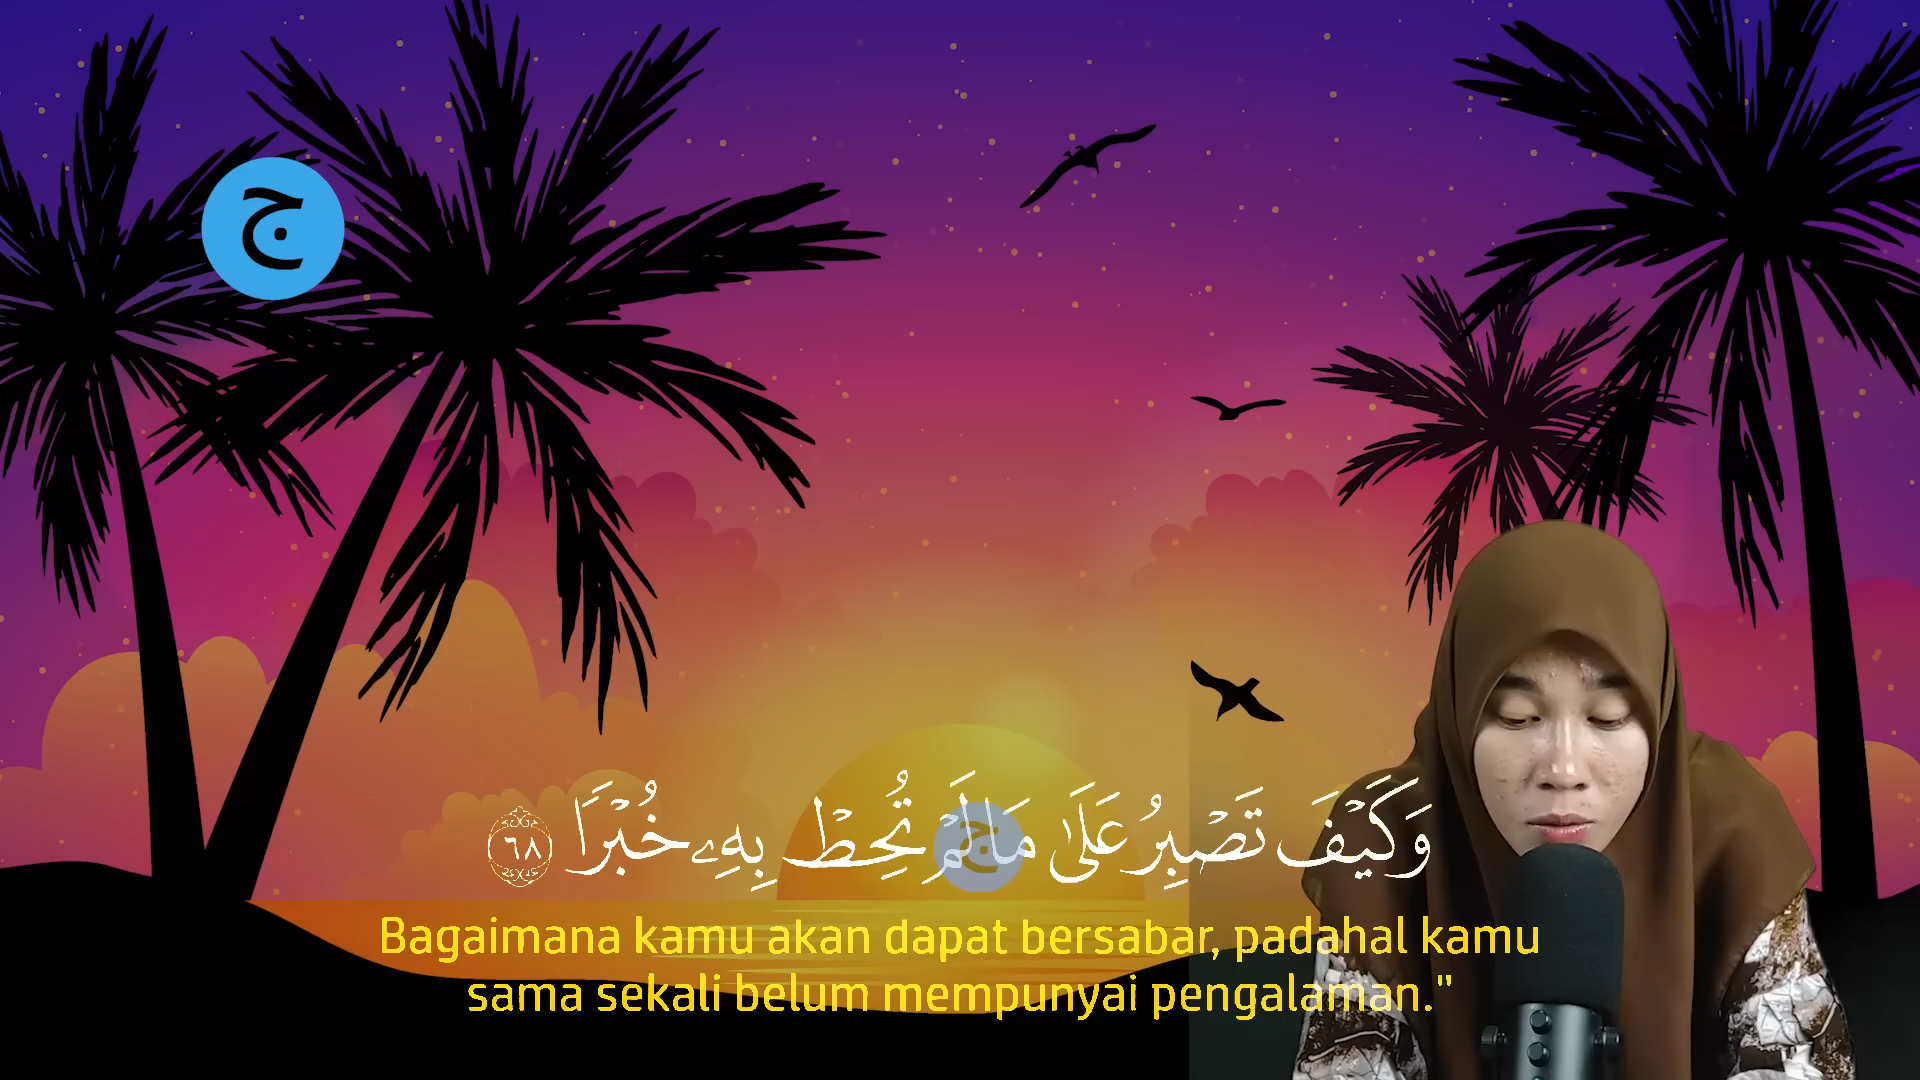 ج
وَكَيْفَ تَصْبِرُ عَلَىٰ مَا لَمْ تُحِطْ بِهِۦ خُبْرًا ٦٨
ج
Bagaimana kamu akan dapat bersabar, padahal kamu
sama sekali belum mempunyai pengalaman."